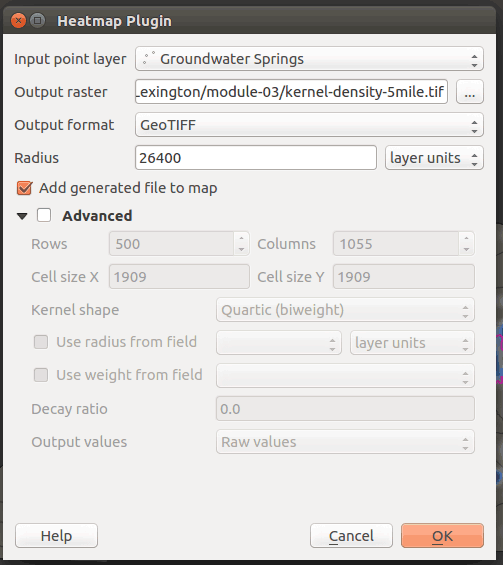 Heatmap Plugin
Input point layer Groundwater Springs
Output raster Lexington/module-03/kernel-density-5mile.tif ...
Output format GeoTIFF
Radius 26400 layer units
Add generated file to map
Advanced
Rows 500 Columns 1055
Cell size X 1909 Cell size Y 1909
Kernel shape Quartic (biweight)
Use radius from field layer units
Use weight from field
Decay ratio 0.0
Output values Raw values
Help Cancel OK